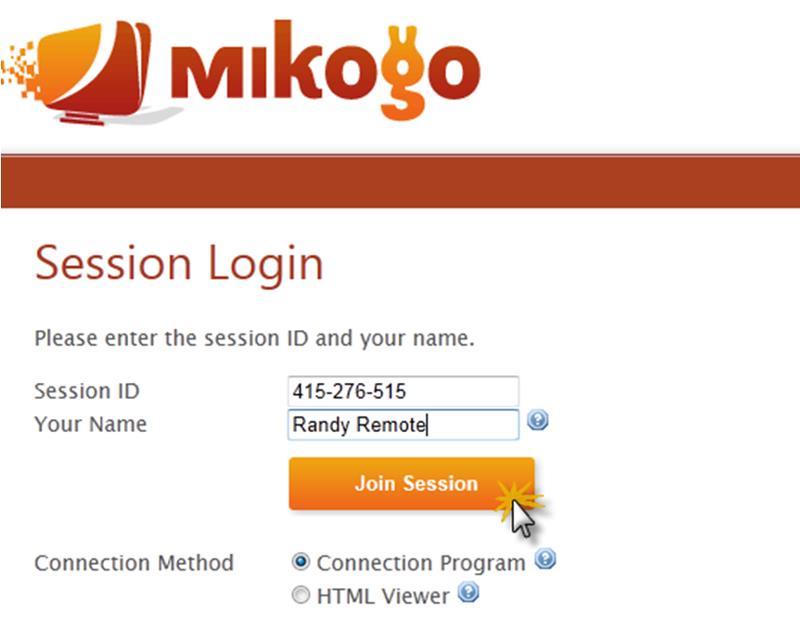 mikogo
Session Login
Please enter the session ID and your name.
Session ID 415-276-515
Your Name Randy Remote
Join Session
Connection Method Connection Program
HTML Viewer